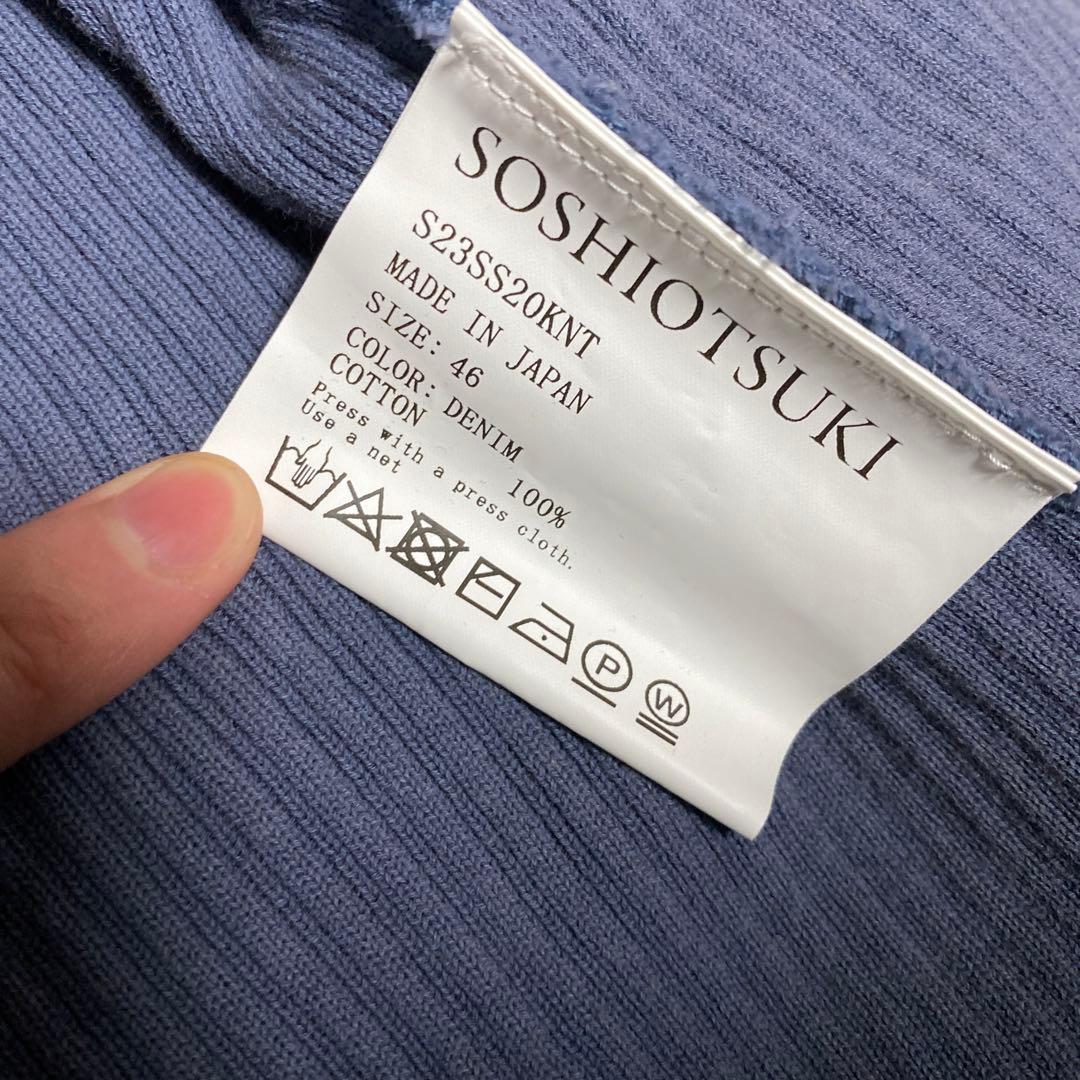 SOSHIOTSUKI
S23SS20KNT
MADE IN JAPAN
SIZE: 46
COLOR: DENIM
COTTON 100%
Press with a press cloth.
Use a net
P W